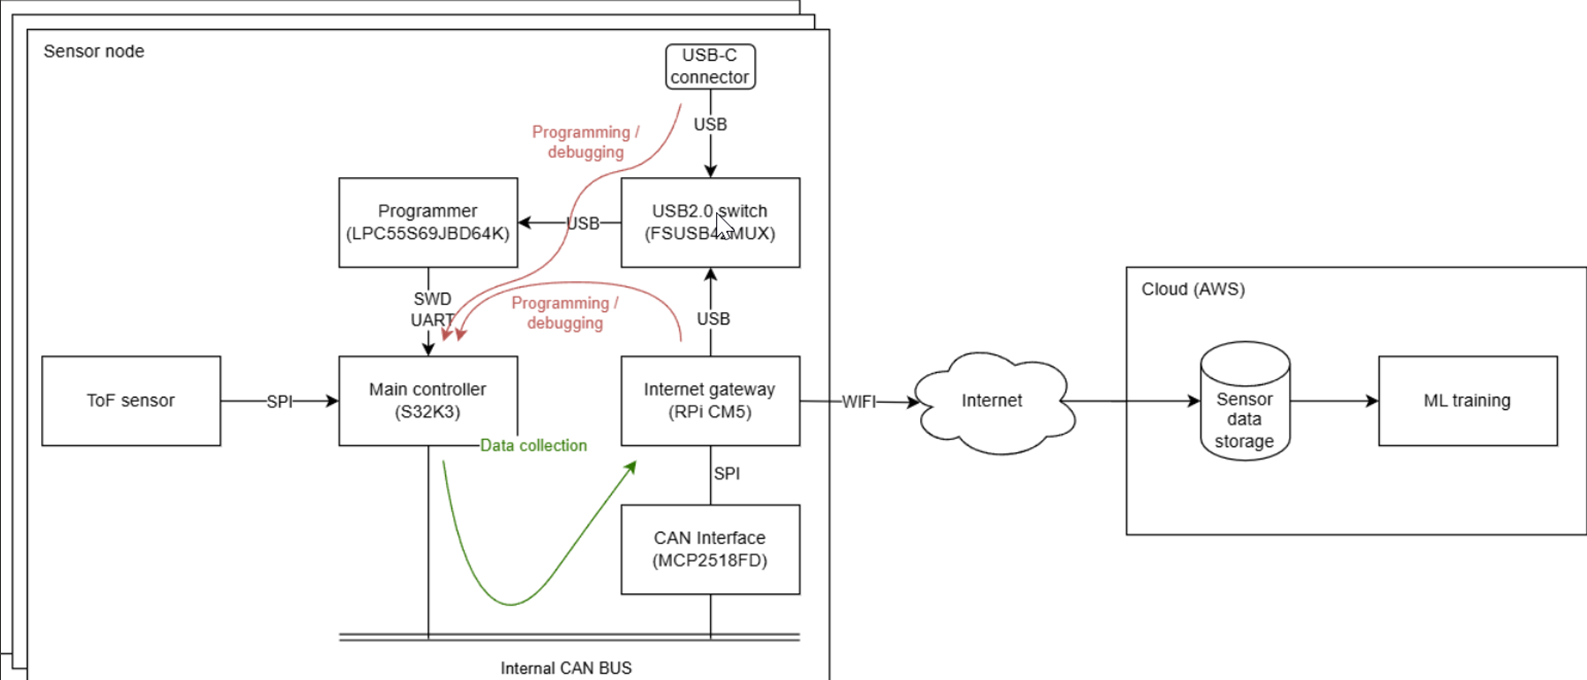 Sensor node
USB-C
connector
USB
Programming /
debugging
Programmer
(LPC55S69JBD64K)
USB
USB2.0 switch
SWD
UART
Programming /
debugging
USB
ToF sensor
SPI
Main controller
(S32K3)
Internet gateway
(RPi CM5)
WIFI
Internet
Cloud (AWS)
Sensor
data
storage
ML training
Data collection
SPI
CAN Interface
(MCP2518FD)
Internal CAN BUS